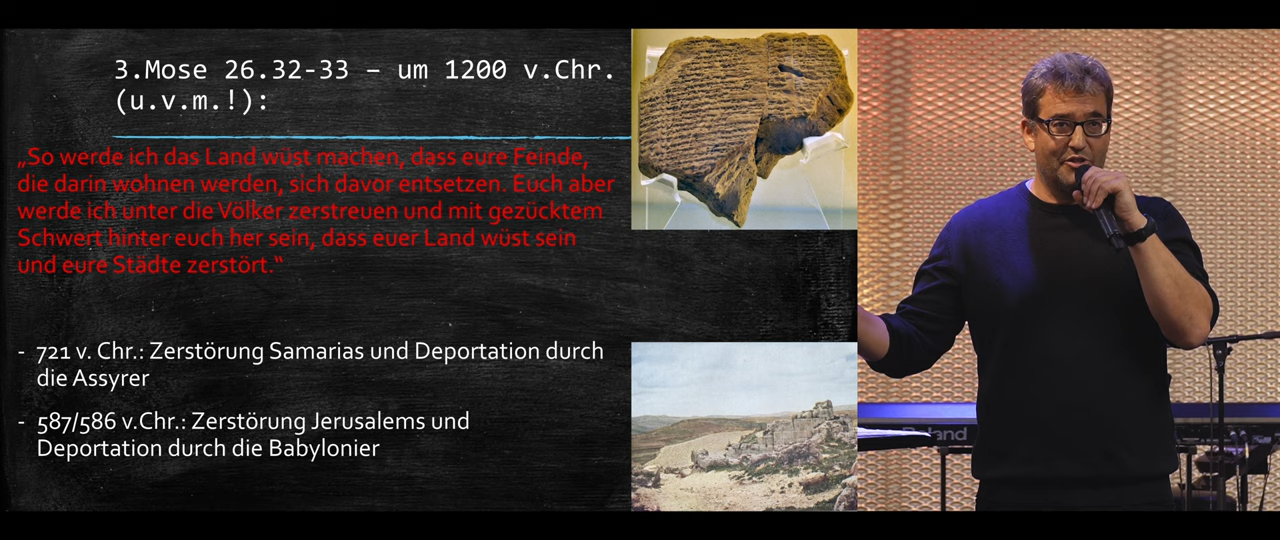 3.Mose 26.32-33 – um 1200 v.Chr.
(u.v.m.!):
„So werde ich das Land wüst machen, dass eure Feinde,
die darin wohnen werden, sich davor entsetzen. Euch aber
werde ich unter die Völker zerstreuen und mit gezücktem
Schwert hinter euch her sein, dass euer Land wüst sein
und eure Städte zerstört.“
- 721 v. Chr.: Zerstörung Samarias und Deportation durch
die Assyrer
- 587/586 v.Chr.: Zerstörung Jerusalems und
Deportation durch die Babylonier
Roland